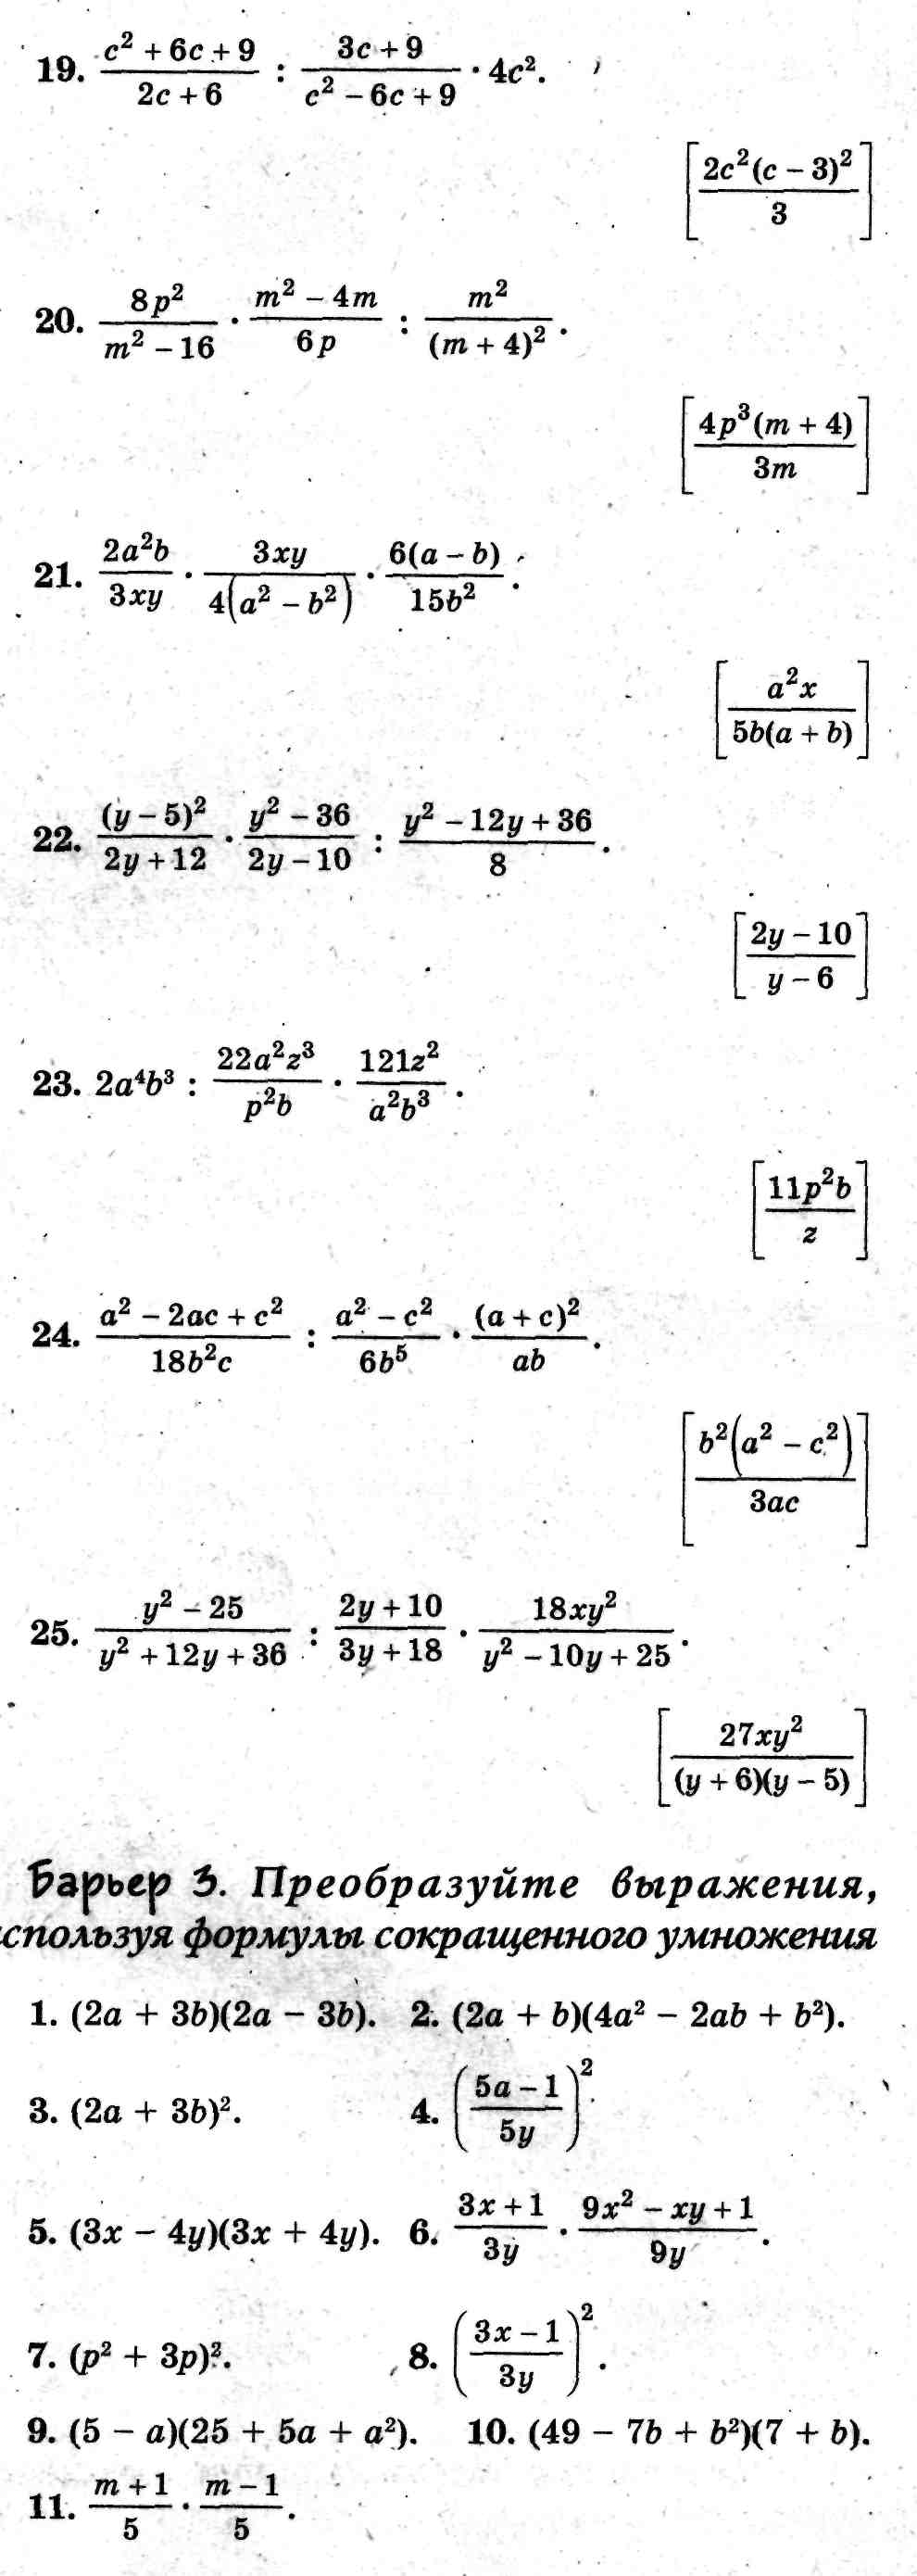 19. (c² + 6c + 9)/(2c + 6) : (3c + 9)/(c² − 6c + 9) · 4c².
[2c²(c − 3)²/3]
20. 8p²/(m² − 16) · (m² − 4m)/6p : m²/(m + 4)².
[4p³(m + 4)/3m]
21. 2a²b/3xy · 3xy/4(a² − b²) · 6(a − b)/15b².
[a²x/5b(a + b)]
22. (y − 5)²/(2y + 12) · (y² − 36)/(2y − 10) : (y² − 12y + 36)/8.
[(2y − 10)/(y − 6)]
23. 2a⁴b³ : 22a²z³/p²b · 121z²/a²b³.
[11p²b/z]
24. (a² − 2ac + c²)/18b²c : (a² − c²)/6b⁵ · (a + c)²/ab.
[b²(a² − c²)/3ac]
25. (y² − 25)/(y² + 12y + 36) : (2y + 10)/(3y + 18) · 18xy²/(y² − 10y + 25).
[27xy²/(y + 6)(y − 5)]
Барьер 3. Преобразуйте выражения,
спользуя формулы сокращенного умножения
1. (2a + 3b)(2a − 3b). 2. (2a + b)(4a² − 2ab + b²).
3. (2a + 3b)². 4. ((5a − 1)/5y)².
5. (3x − 4y)(3x + 4y). 6. (3x + 1)/3y · (9x² − xy + 1)/9y.
7. (p² + 3p)². 8. ((3x − 1)/3y)².
9. (5 − a)(25 + 5a + a²). 10. (49 − 7b + b²)(7 + b).
11. (m + 1)/5 · (m − 1)/5.